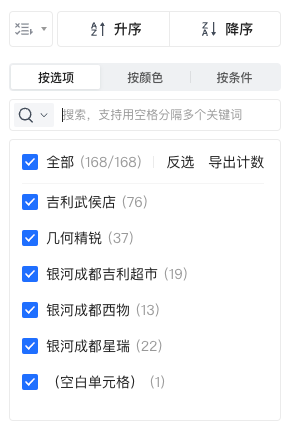 升序 降序
按选项 按颜色 按条件
搜索，支持用空格分隔多个关键词
全部 (168/168) 反选 导出计数
吉利武侯店 (76)
几何精锐 (37)
银河成都吉利超市 (19)
银河成都西物 (13)
银河成都星瑞 (22)
（空白单元格） (1)